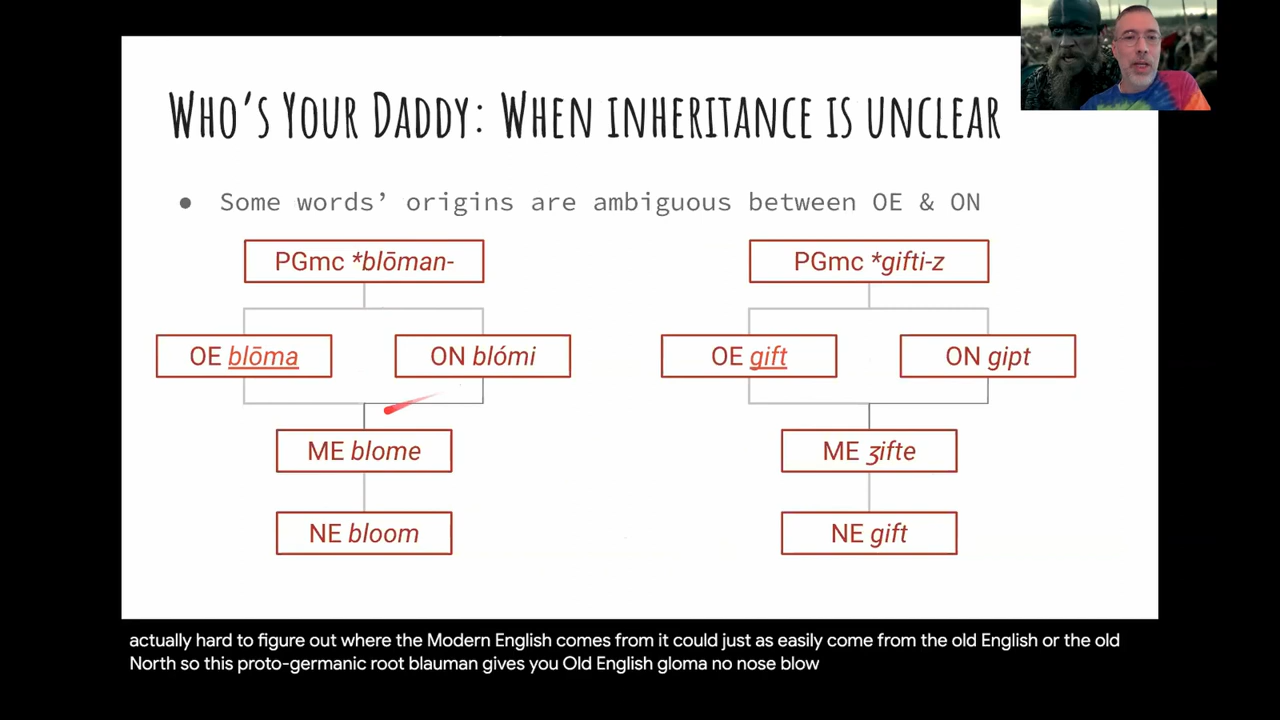 WHO'S YOUR DADDY: WHEN INHERITANCE IS UNCLEAR
● Some words' origins are ambiguous between OE & ON
PGmc *blōman-
OE blōma
ON blómi
ME blome
NE bloom
PGmc *gifti-z
OE gift
ON gipt
ME ȝifte
NE gift
actually hard to figure out where the Modern English comes from it could just as easily come from the old English or the old
North so this proto-germanic root blauman gives you Old English gloma no nose blow